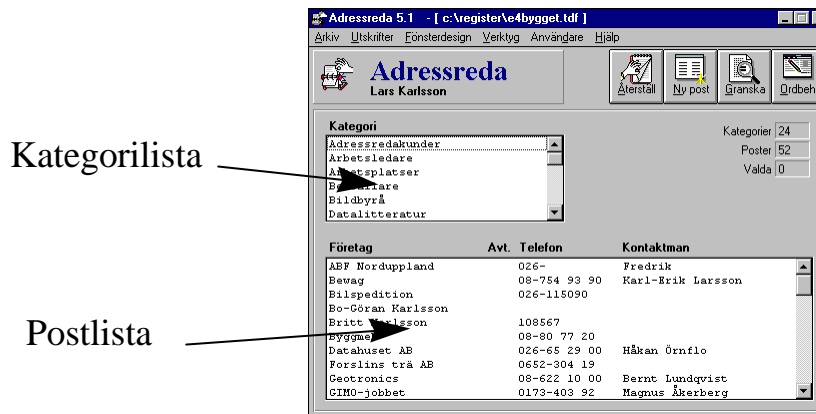 Adressreda 5.1 - [ c:\register\e4bygget.tdf ]
Arkiv Utskrifter Fönsterdesign Verktyg Användare Hjälp
Adressreda
Lars Karlsson
Återställ Ny post Granska Ordbeh
Kategori
Kategorier 24
Poster 52
Valda 0
Adressredakunder
Arbetsledare
Arbetsplatser
Bildbyrå
Datalitteratur
Kategorilista
Företag Avt. Telefon Kontaktman
ABF Norduppland 026- Fredrik
Bewag 08-754 93 90 Karl-Erik Larsson
Bilspedition 026-115090
Bo-Göran Karlsson
Britt Karlsson 108567
08-80 77 20
Datahuset AB 026-65 29 00 Håkan Örnflo
Forslins trä AB 0652-304 19
Geotronics 08-622 10 00 Bernt Lundqvist
GIMO-jobbet 0173-403 92 Magnus Åkerberg
Postlista